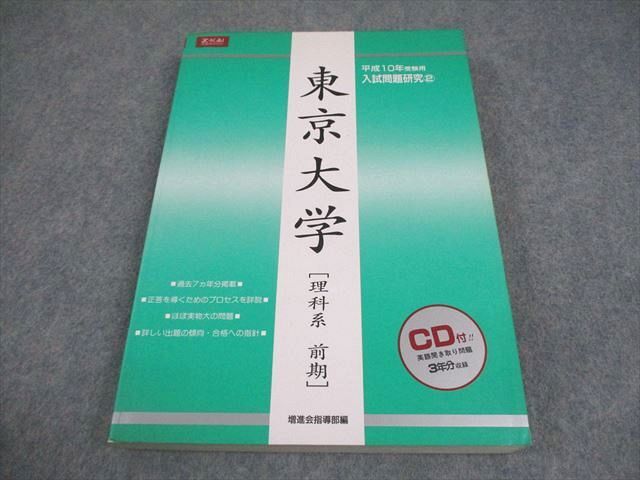 Z-KAI
平成10年受験用
入試問題研究②
東京大学
[理科系 前期]
■過去7ヵ年分掲載■
■正答を導くためのプロセスを詳説■
■ほぼ実物大の問題■
■詳しい出題の傾向・合格への指針■
CD付!!
英語聞き取り問題
3年分収録
増進会指導部編